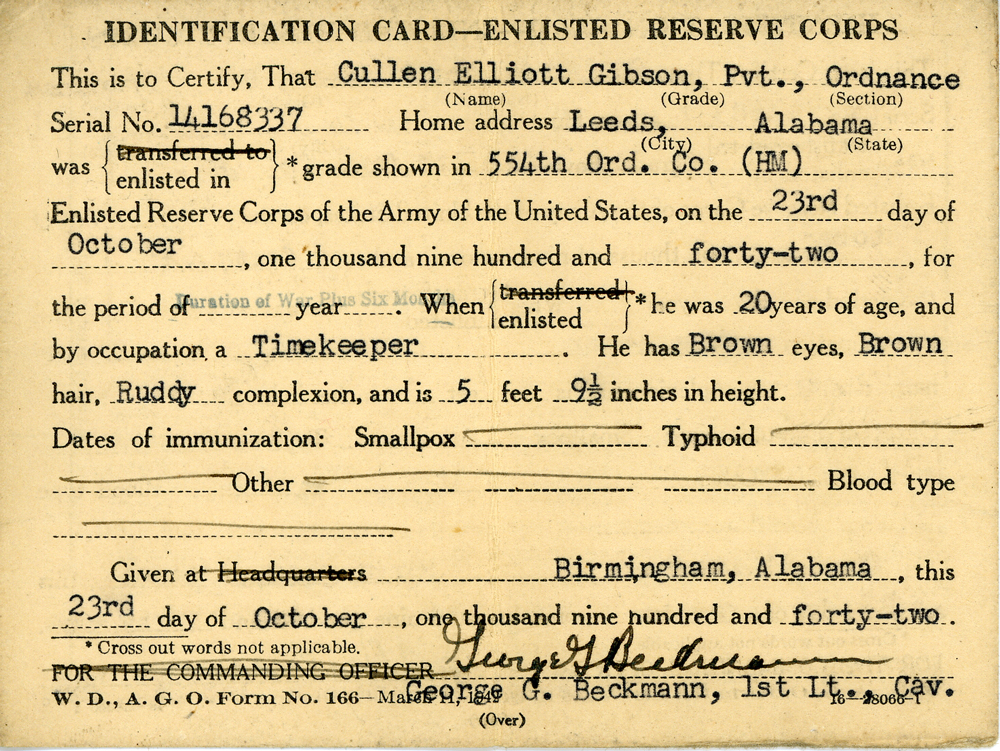 IDENTIFICATION CARD—ENLISTED RESERVE CORPS
This is to Certify, That Cullen Elliott Gibson, Pvt., Ordnance
(Name) (Grade) (Section)
Serial No. 14168337 Home address Leeds, Alabama
(City) (State)
was { transferred to
enlisted in } * grade shown in 554th Ord. Co. (HM)
Enlisted Reserve Corps of the Army of the United States, on the 23rd day of
October, one thousand nine hundred and forty-two, for
the period of Duration of War Plus Six Months year. When { transferred
enlisted } * he was 20 years of age, and
by occupation a Timekeeper. He has Brown eyes, Brown
hair, Ruddy complexion, and is 5 feet 9½ inches in height.
Dates of immunization: Smallpox Typhoid
Other Blood type
Given at Headquarters Birmingham, Alabama, this
23rd day of October, one thousand nine hundred and forty-two.
* Cross out words not applicable.
George G Beckmann
FOR THE COMMANDING OFFICER
George G. Beckmann, 1st Lt., Cav.
W. D., A. G. O. Form No. 166—March 11, 16—28066-1
(Over)